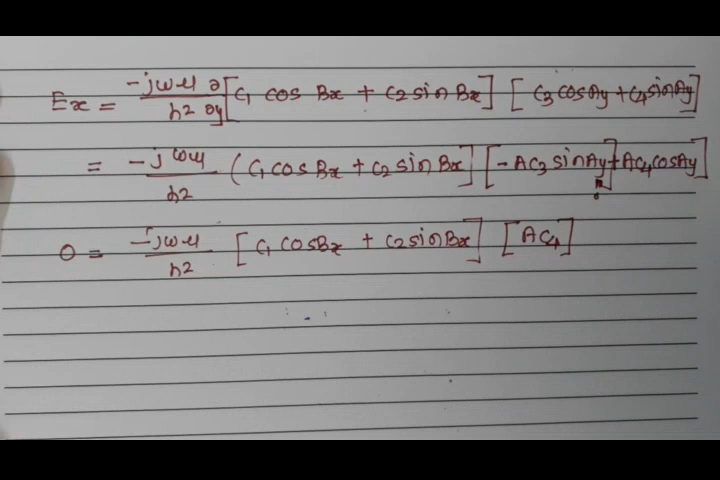 Ex = -jωμ/h2 ∂/∂y [C1 cos Bx + C2 sin Bx] [C3 cos Ay + C4 sin Ay]
= -jωμ/h2 (C1 cos Bx + C2 sin Bx] [-AC3 sin Ay + AC4 cos Ay]
0 = -jωμ/h2 [C1 cos Bx + C2 sin Bx] [AC4]